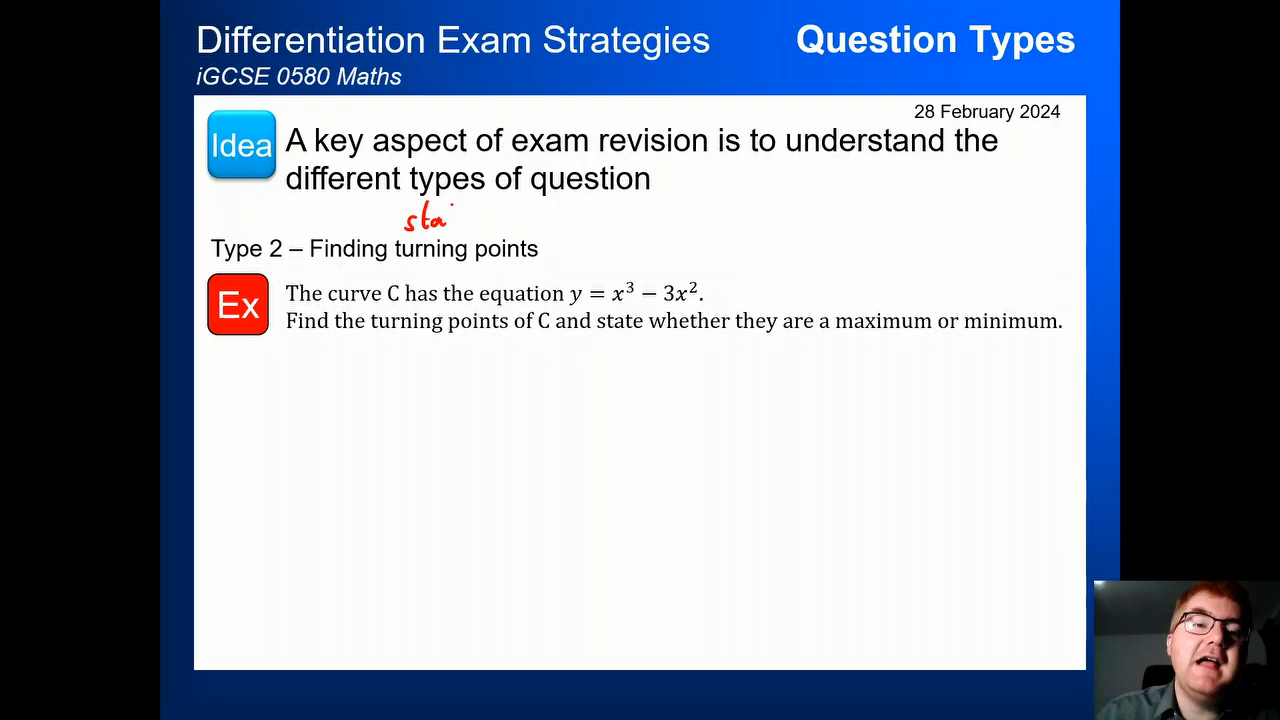 Differentiation Exam Strategies
Question Types
iGCSE 0580 Maths
28 February 2024
Idea
A key aspect of exam revision is to understand the
different types of question
sta
Type 2 – Finding turning points
Ex
The curve C has the equation y = x³ − 3x².
Find the turning points of C and state whether they are a maximum or minimum.